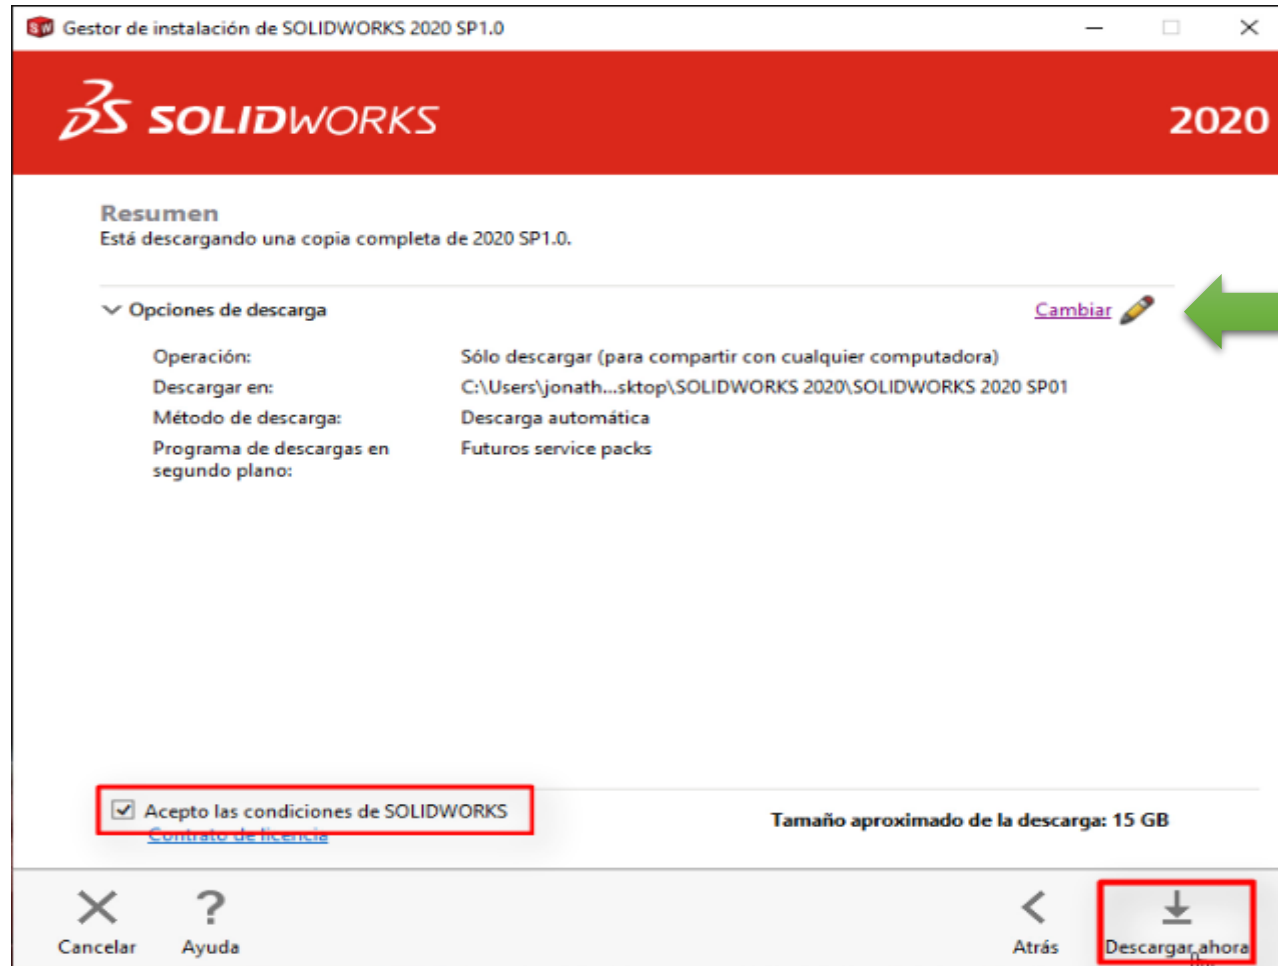 SW Gestor de instalación de SOLIDWORKS 2020 SP1.0
3S SOLIDWORKS 2020
Resumen
Está descargando una copia completa de 2020 SP1.0.
Opciones de descarga Cambiar
Operación: Sólo descargar (para compartir con cualquier computadora)
Descargar en: C:\Users\jonath...sktop\SOLIDWORKS 2020\SOLIDWORKS 2020 SP01
Método de descarga: Descarga automática
Programa de descargas en Futuros service packs
segundo plano:
Acepto las condiciones de SOLIDWORKS
Contrato de licencia
Tamaño aproximado de la descarga: 15 GB
Cancelar ? Ayuda Atrás Descargar ahora